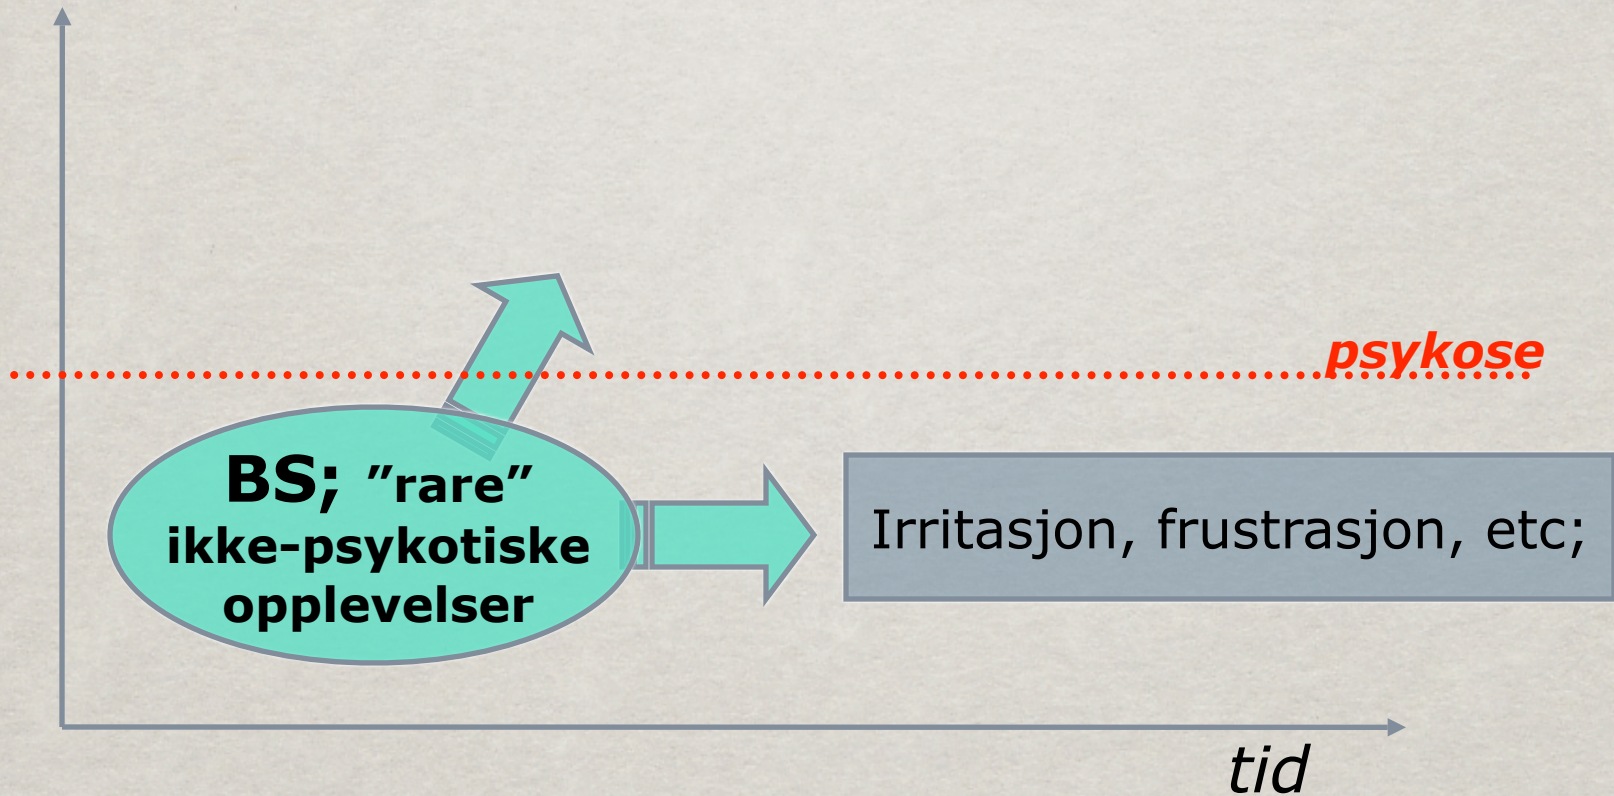 psykose
BS; ”rare”
ikke-psykotiske
opplevelser
Irritasjon, frustrasjon, etc;
tid